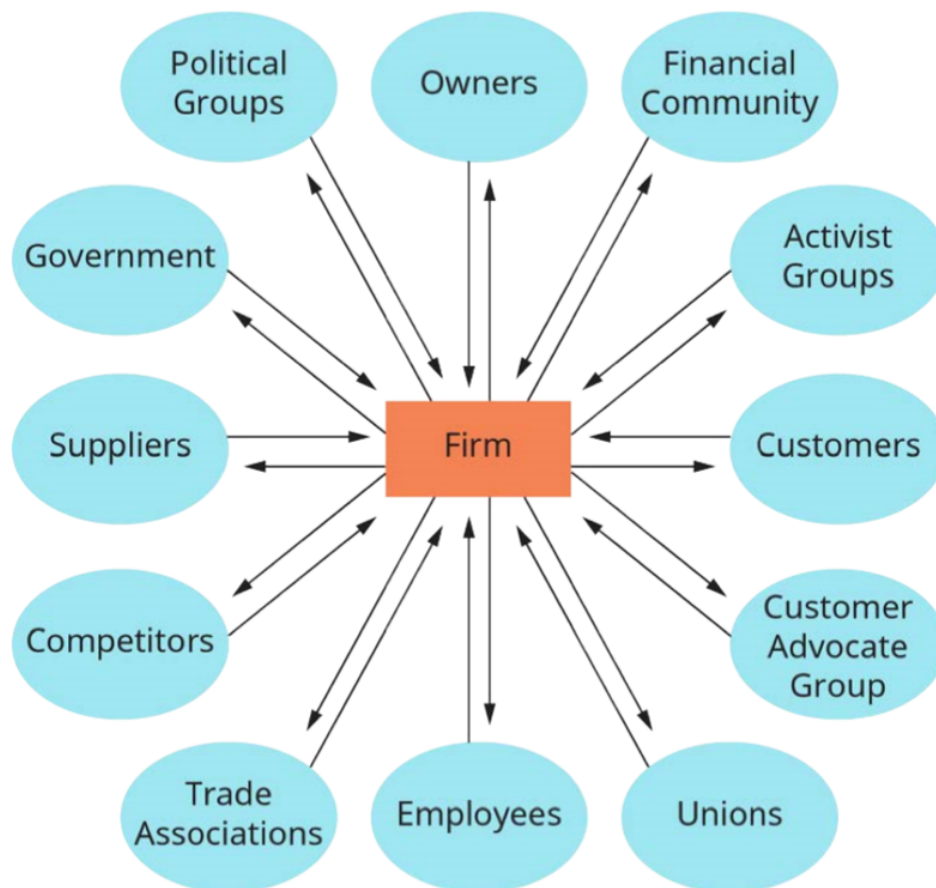 Political
Groups
Owners
Financial
Community
Government
Activist
Groups
Suppliers
Firm
Customers
Competitors
Customer
Advocate
Group
Trade
Associations
Employees
Unions